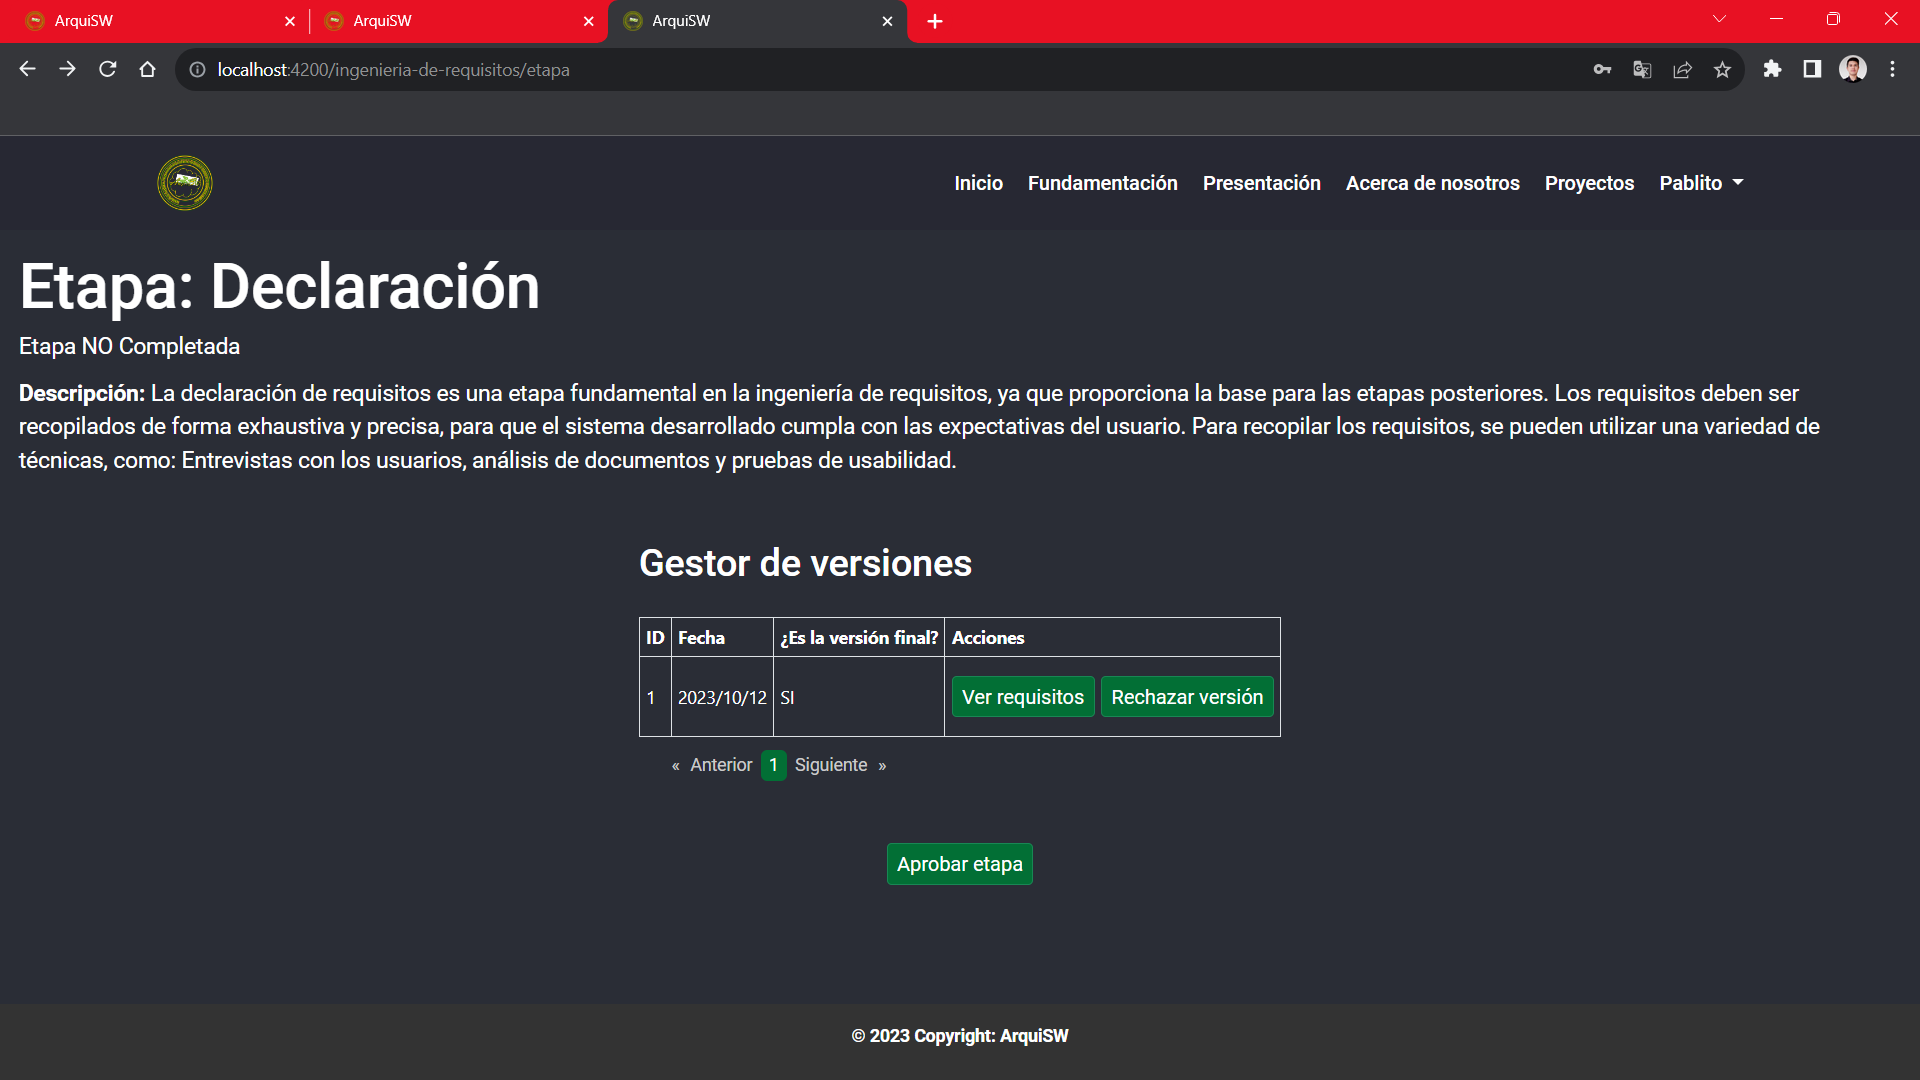 ArquiSW
ArquiSW
ArquiSW
localhost:4200/ingenieria-de-requisitos/etapa
Inicio Fundamentación Presentación Acerca de nosotros Proyectos Pablito
Etapa: Declaración
Etapa NO Completada
Descripción: La declaración de requisitos es una etapa fundamental en la ingeniería de requisitos, ya que proporciona la base para las etapas posteriores. Los requisitos deben ser
recopilados de forma exhaustiva y precisa, para que el sistema desarrollado cumpla con las expectativas del usuario. Para recopilar los requisitos, se pueden utilizar una variedad de
técnicas, como: Entrevistas con los usuarios, análisis de documentos y pruebas de usabilidad.
Gestor de versiones
ID Fecha ¿Es la versión final? Acciones
1 2023/10/12 SI Ver requisitos Rechazar versión
« Anterior 1 Siguiente »
Aprobar etapa
© 2023 Copyright: ArquiSW